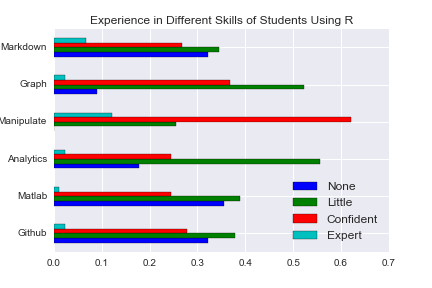 Experience in Different Skills of Students Using R
Markdown
Graph
Manipulate
Analytics
Matlab
Github
None
Little
Confident
Expert
0.0 0.1 0.2 0.3 0.4 0.5 0.6 0.7